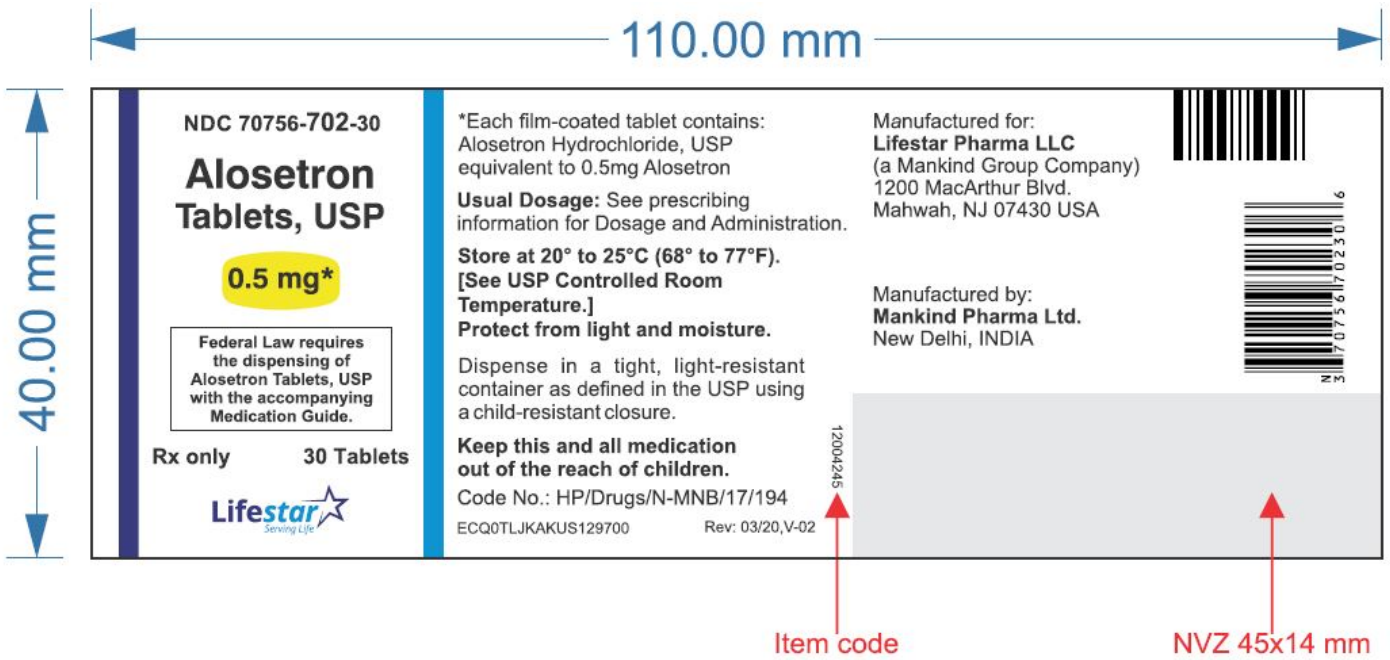 110.00 mm
40.00 mm
NDC 70756-702-30
Alosetron
Tablets, USP
0.5 mg*
Federal Law requires
the dispensing of
Alosetron Tablets, USP
with the accompanying
Medication Guide.
Rx only 30 Tablets
Lifestar
Serving Life
*Each film-coated tablet contains:
Alosetron Hydrochloride, USP
equivalent to 0.5mg Alosetron
Usual Dosage: See prescribing
information for Dosage and Administration.
Store at 20° to 25°C (68° to 77°F).
[See USP Controlled Room
Temperature.]
Protect from light and moisture.
Dispense in a tight, light-resistant
container as defined in the USP using
a child-resistant closure.
Keep this and all medication
out of the reach of children.
Code No.: HP/Drugs/N-MNB/17/194
ECQ0TLJKAKUS129700 Rev: 03/20,V-02
12004245
Manufactured for:
Lifestar Pharma LLC
(a Mankind Group Company)
1200 MacArthur Blvd.
Mahwah, NJ 07430 USA
Manufactured by:
Mankind Pharma Ltd.
New Delhi, INDIA
N
3 70756 70230 6
Item code
NVZ 45x14 mm